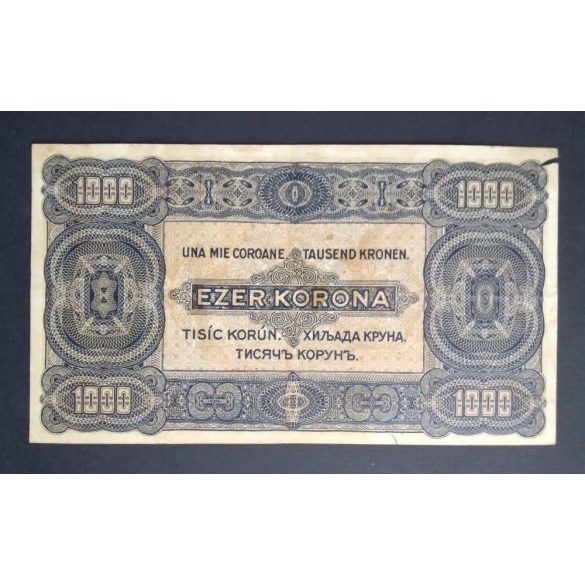 1000 1000
UNA MIE COROANE TAUSEND KRONEN.
EZER KORONA
TISÍC KORÚN. ХИЉАДА КРУНА.
ТИСЯЧЪ КОРУНЪ.
1000 1000